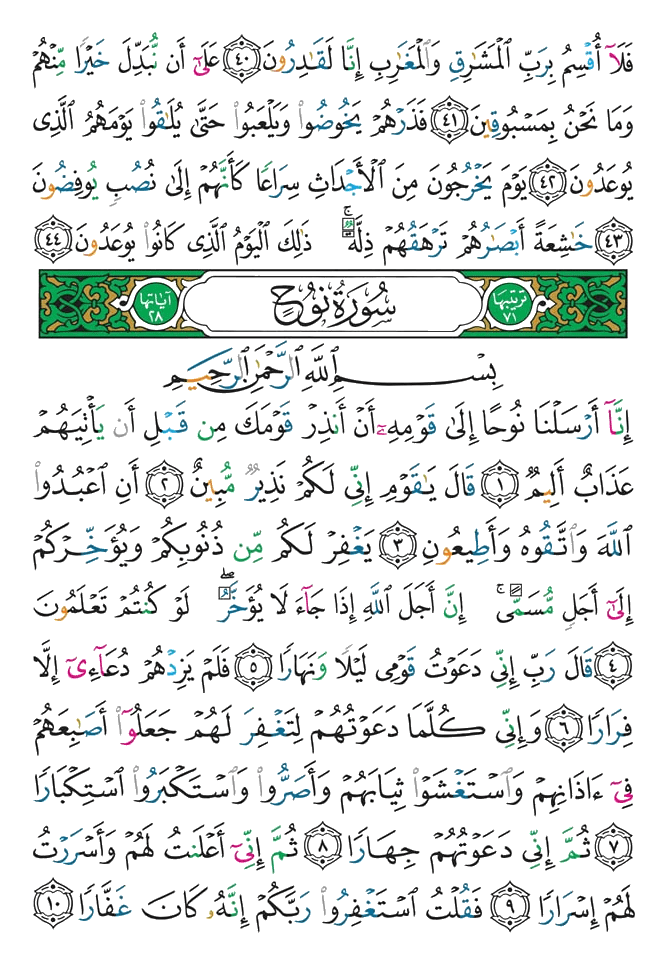 فَلَآ أُقۡسِمُ بِرَبِّ ٱلۡمَشَٰرِقِ وَٱلۡمَغَٰرِبِ إِنَّا لَقَٰدِرُونَ ٤٠ عَلَىٰٓ أَن نُّبَدِّلَ خَيۡرٗا مِّنۡهُمۡ
وَمَا نَحۡنُ بِمَسۡبُوقِينَ ٤١ فَذَرۡهُمۡ يَخُوضُواْ وَيَلۡعَبُواْ حَتَّىٰ يُلَٰقُواْ يَوۡمَهُمُ ٱلَّذِي
يُوعَدُونَ ٤٢ يَوۡمَ يَخۡرُجُونَ مِنَ ٱلۡأَجۡدَاثِ سِرَاعٗا كَأَنَّهُمۡ إِلَىٰ نُصُبٖ يُوفِضُونَ
٤٣ خَٰشِعَةً أَبۡصَٰرُهُمۡ تَرۡهَقُهُمۡ ذِلَّةٞۚ ذَٰلِكَ ٱلۡيَوۡمُ ٱلَّذِي كَانُواْ يُوعَدُونَ ٤٤
ترتيبها ٧١ سُورَةُ نُوحٍ آياتها ٢٨
بِسۡمِ ٱللَّهِ ٱلرَّحۡمَٰنِ ٱلرَّحِيمِ
إِنَّآ أَرۡسَلۡنَا نُوحًا إِلَىٰ قَوۡمِهِۦٓ أَنۡ أَنذِرۡ قَوۡمَكَ مِن قَبۡلِ أَن يَأۡتِيَهُمۡ
عَذَابٌ أَلِيمٞ ١ قَالَ يَٰقَوۡمِ إِنِّي لَكُمۡ نَذِيرٞ مُّبِينٌ ٢ أَنِ ٱعۡبُدُواْ
ٱللَّهَ وَٱتَّقُوهُ وَأَطِيعُونِ ٣ يَغۡفِرۡ لَكُم مِّن ذُنُوبِكُمۡ وَيُؤَخِّرۡكُمۡ
إِلَىٰٓ أَجَلٖ مُّسَمًّىۚ إِنَّ أَجَلَ ٱللَّهِ إِذَا جَآءَ لَا يُؤَخَّرُۖ لَوۡ كُنتُمۡ تَعۡلَمُونَ
٤ قَالَ رَبِّ إِنِّي دَعَوۡتُ قَوۡمِي لَيۡلٗا وَنَهَارٗا ٥ فَلَمۡ يَزِدۡهُمۡ دُعَآءِيٓ إِلَّا
فِرَارٗا ٦ وَإِنِّي كُلَّمَا دَعَوۡتُهُمۡ لِتَغۡفِرَ لَهُمۡ جَعَلُوٓاْ أَصَٰبِعَهُمۡ
فِيٓ ءَاذَانِهِمۡ وَٱسۡتَغۡشَوۡاْ ثِيَابَهُمۡ وَأَصَرُّواْ وَٱسۡتَكۡبَرُواْ ٱسۡتِكۡبَارٗا
٧ ثُمَّ إِنِّي دَعَوۡتُهُمۡ جِهَارٗا ٨ ثُمَّ إِنِّيٓ أَعۡلَنتُ لَهُمۡ وَأَسۡرَرۡتُ
لَهُمۡ إِسۡرَارٗا ٩ فَقُلۡتُ ٱسۡتَغۡفِرُواْ رَبَّكُمۡ إِنَّهُۥ كَانَ غَفَّارٗا ١٠